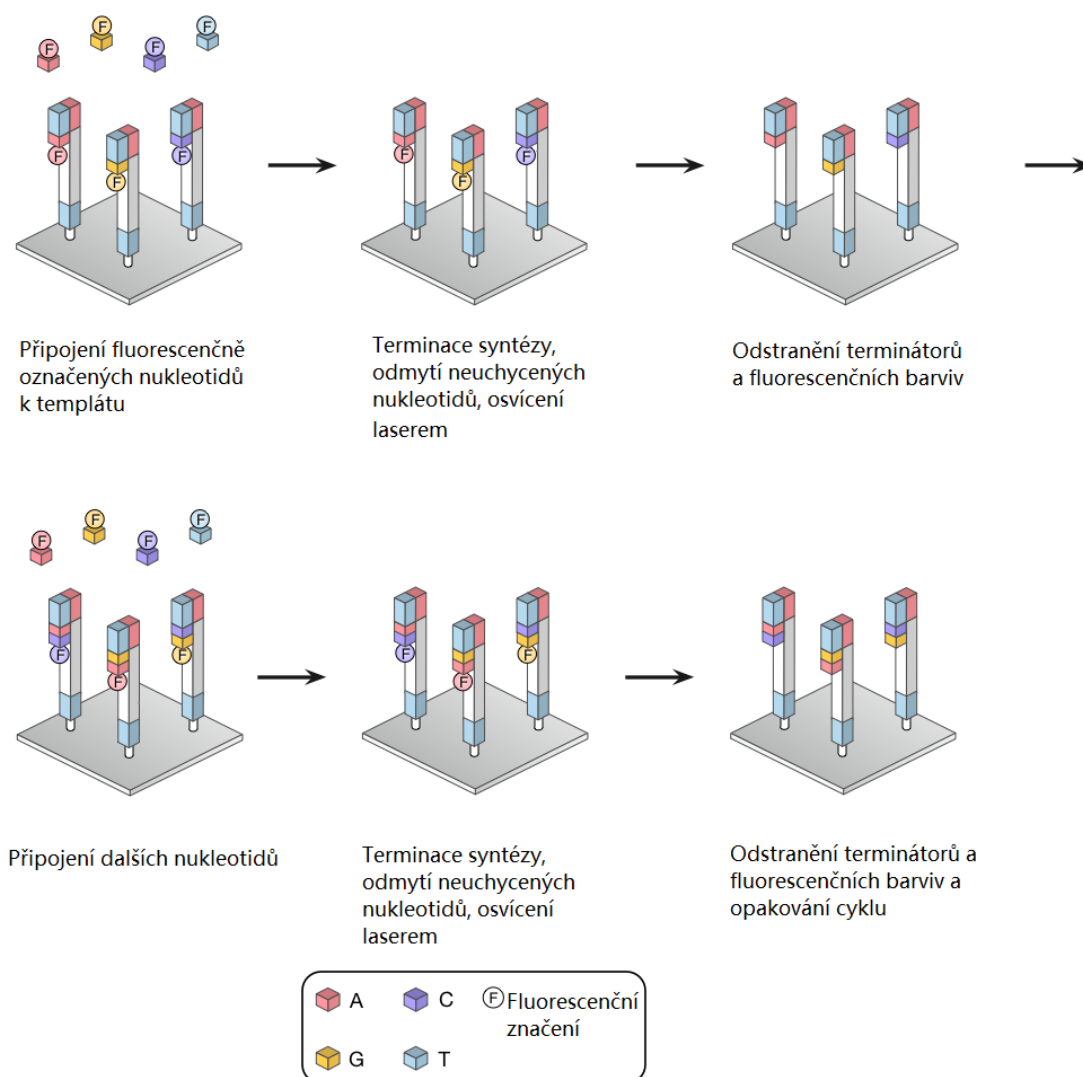 F F F F
F F F
F F F
Připojení fluorescenčně
označených nukleotidů
k templátu
Terminace syntézy,
odmytí neuchycených
nukleotidů, osvícení
laserem
Odstranění terminátorů
a fluorescenčních barviv
F F F F
F F F
F F F
Připojení dalších nukleotidů
Terminace syntézy,
odmytí neuchycených
nukleotidů, osvícení
laserem
Odstranění terminátorů a
fluorescenčních barviv a
opakování cyklu
A C F Fluorescenční
značení
G T